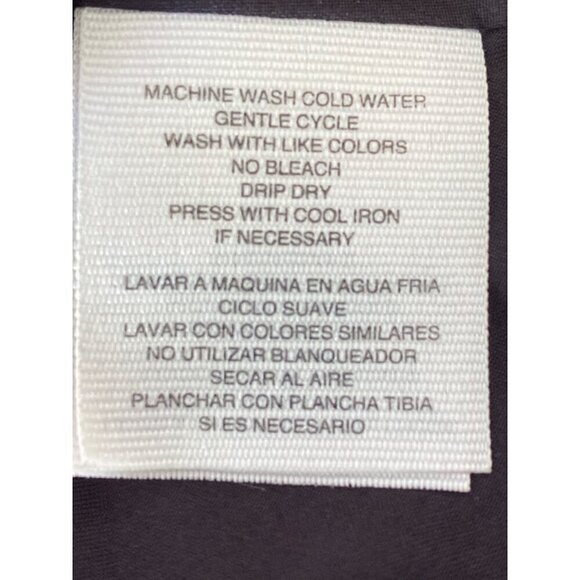 MACHINE WASH COLD WATER
GENTLE CYCLE
WASH WITH LIKE COLORS
NO BLEACH
DRIP DRY
PRESS WITH COOL IRON
IF NECESSARY
LAVAR A MAQUINA EN AGUA FRIA
CICLO SUAVE
LAVAR CON COLORES SIMILARES
NO UTILIZAR BLANQUEADOR
SECAR AL AIRE
PLANCHAR CON PLANCHA TIBIA
SI ES NECESARIO